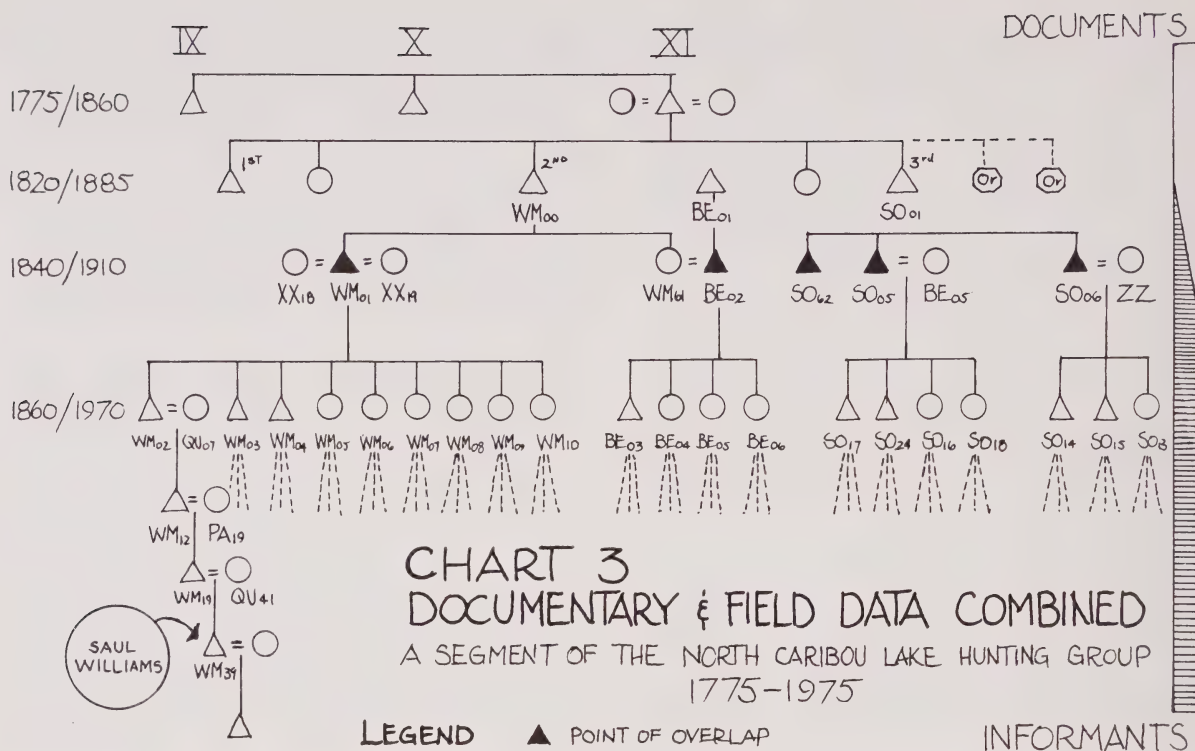 IX X XI
DOCUMENTS
1775/1860 = =
1820/1885 1ST 2ND 3rd Or Or
WM00 BE01 SO01
1840/1910 = = = = =
XX18 WM01 XX19 WM61 BE02 SO62 SO05 BE05 SO06 ZZ
1860/1970 =
WM02 QU07 WM03 WM04 WM05 WM06 WM07 WM08 WM09 WM10 BE03 BE04 BE05 BE06 SO17 SO24 SO16 SO18 SO14 SO15 SO13
=
WM12 PA19
=
WM19 QU41
=
WM39
SAUL
WILLIAMS
CHART 3
DOCUMENTARY & FIELD DATA COMBINED
A SEGMENT OF THE NORTH CARIBOU LAKE HUNTING GROUP
1775-1975
LEGEND ▲ POINT OF OVERLAP
INFORMANTS